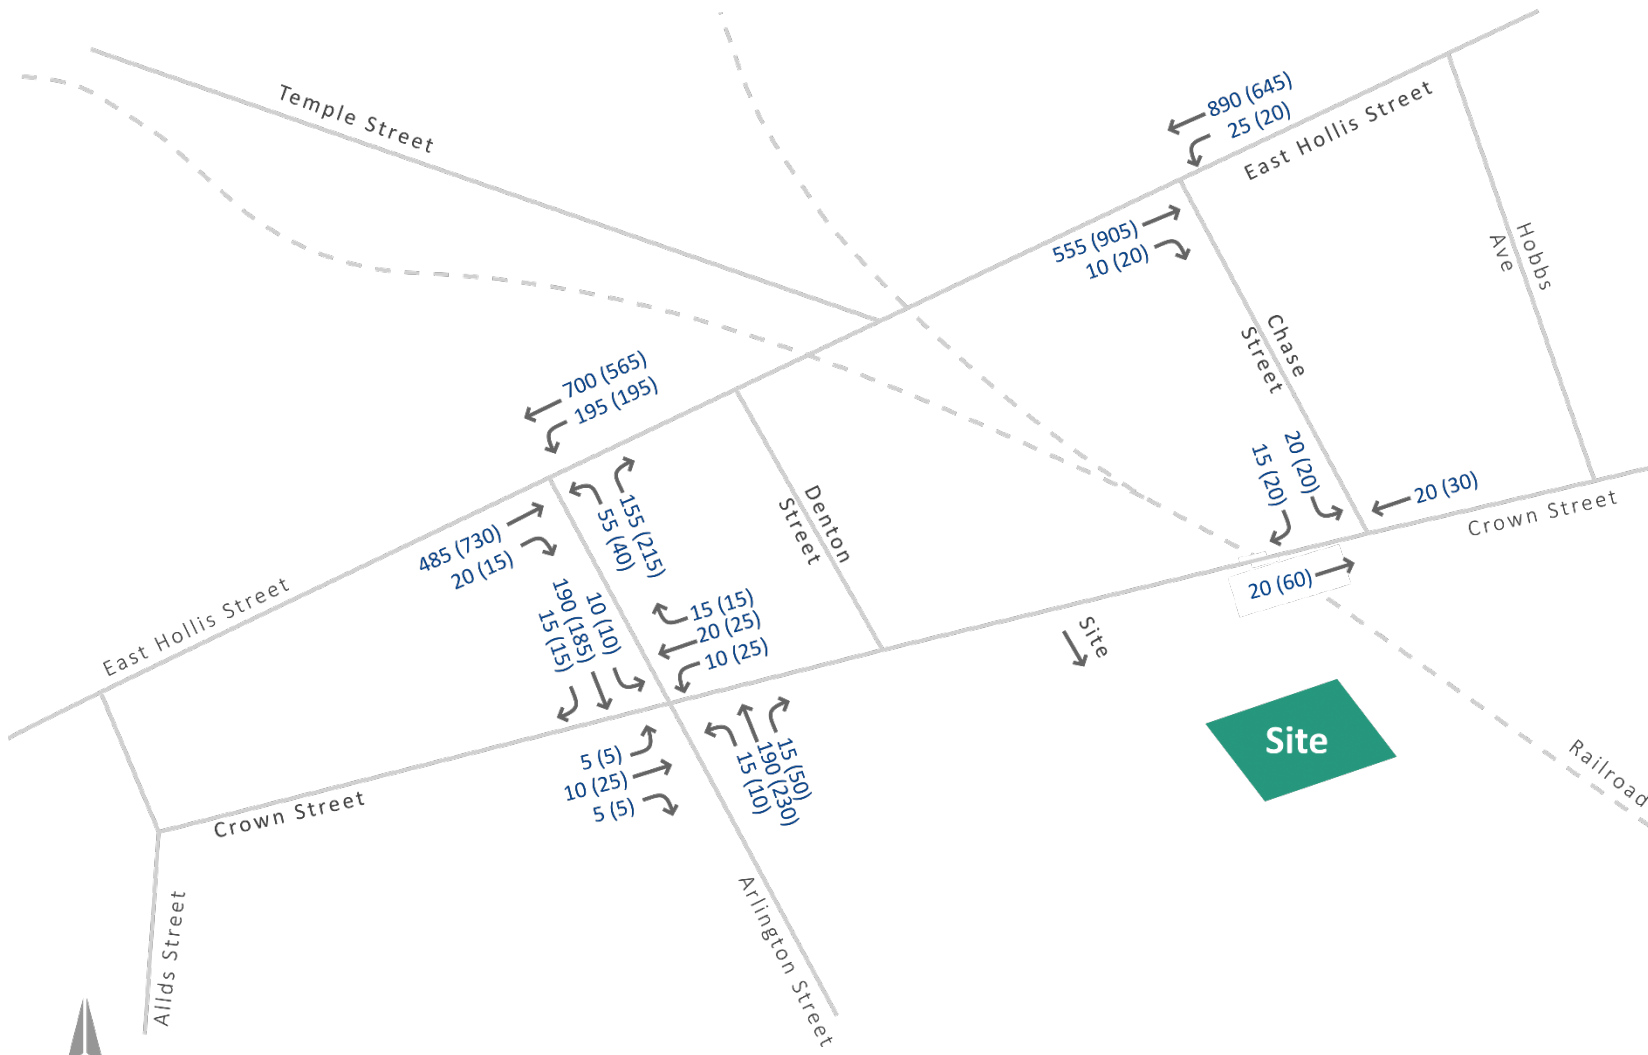 Temple Street
890 (645)
25 (20)
East Hollis Street
555 (905)
10 (20)
Hobbs
Ave
Chase
Street
700 (565)
195 (195)
155 (215)
55 (40)
485 (730)
20 (15)
Denton
Street
20 (20)
15 (20)
20 (30)
Crown Street
20 (60)
East Hollis Street
10 (10)
190 (185)
15 (15)
15 (15)
20 (25)
10 (25)
Site
Site
5 (5)
10 (25)
5 (5)
15 (50)
190 (230)
15 (10)
Crown Street
Railroad
Allds Street
Arlington Street